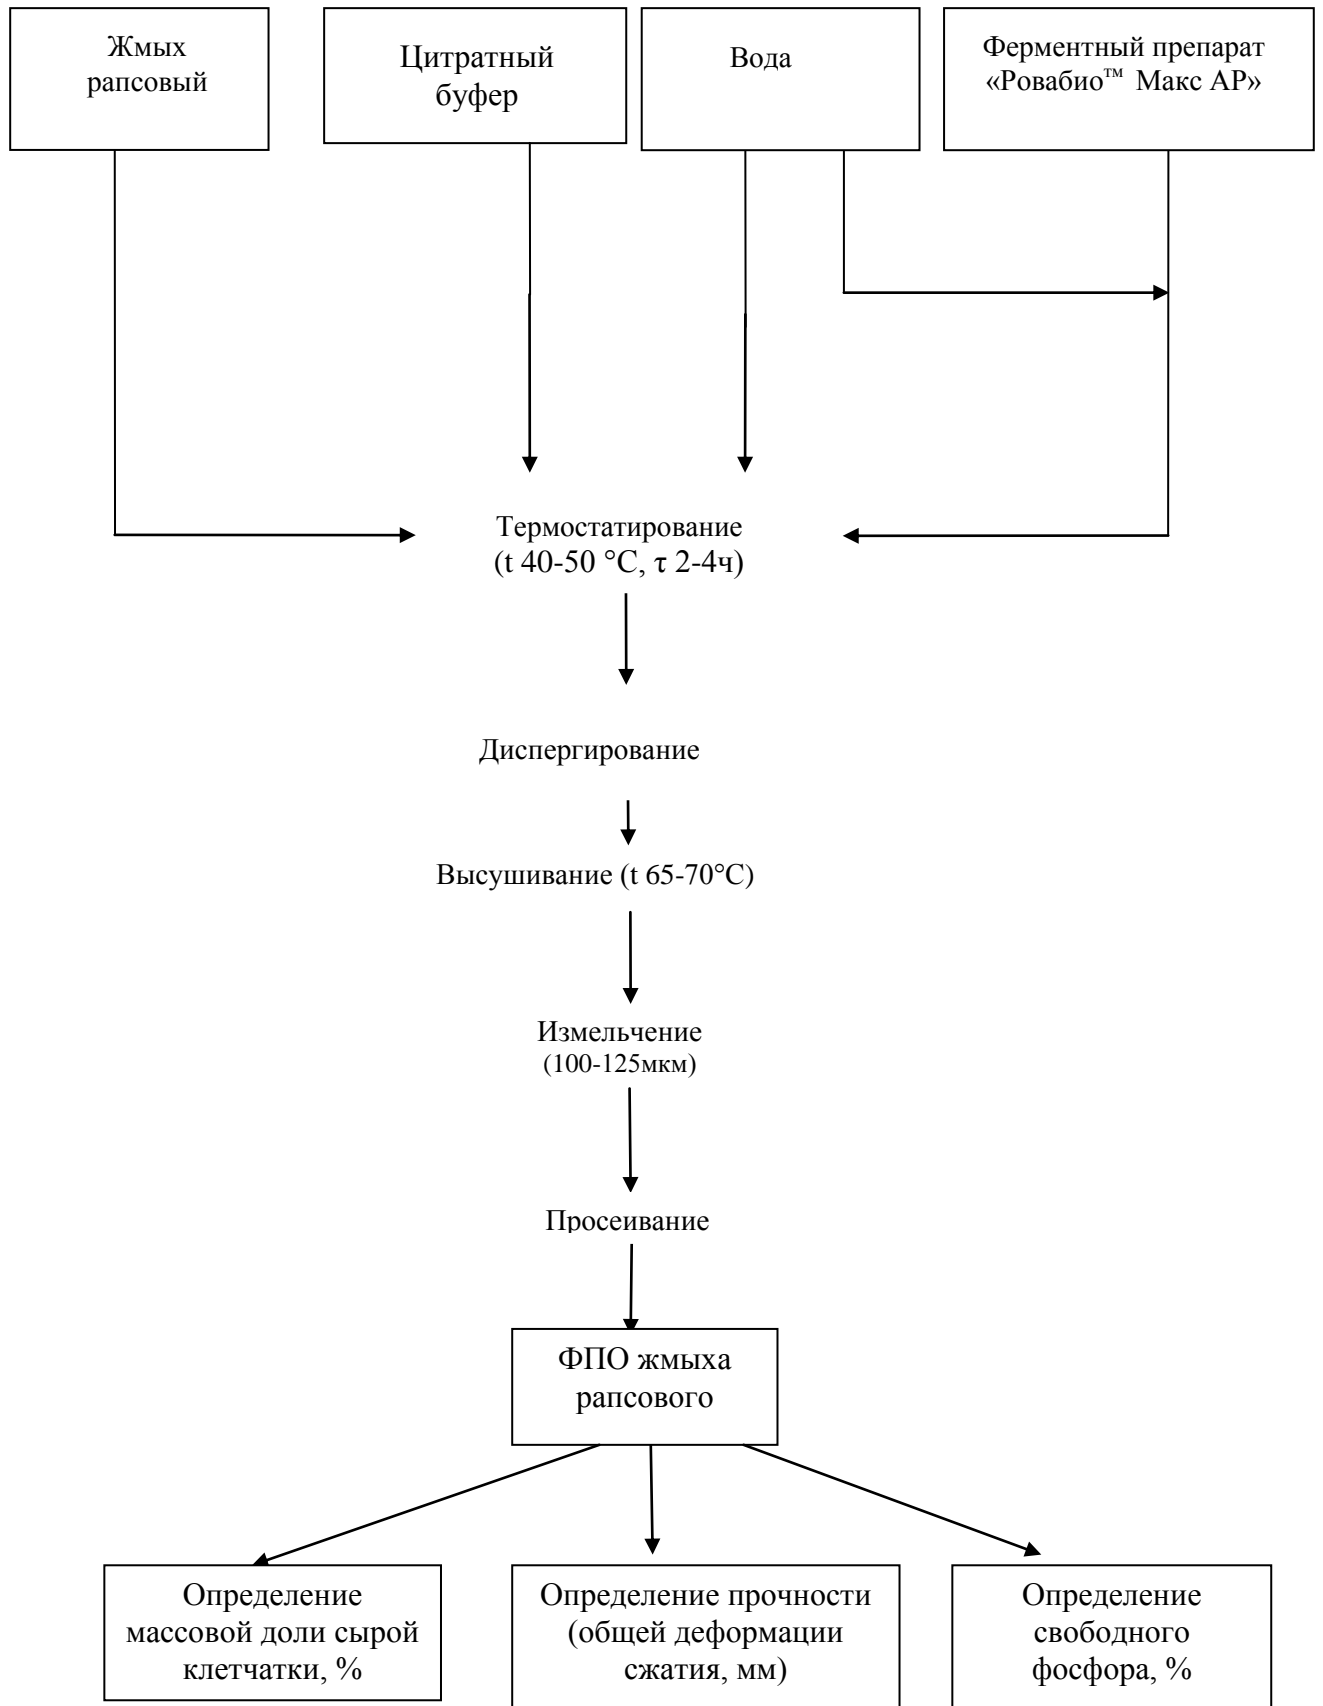 Жмых
рапсовый
Цитратный
буфер
Вода
Ферментный препарат
«Ровабио™ Макс АР»
Термостатирование
(t 40-50 °C, τ 2-4ч)
Диспергирование
Высушивание (t 65-70°C)
Измельчение
(100-125мкм)
Просеивание
ФПО жмыха
рапсового
Определение
массовой доли сырой
клетчатки, %
Определение прочности
(общей деформации
сжатия, мм)
Определение
свободного
фосфора, %